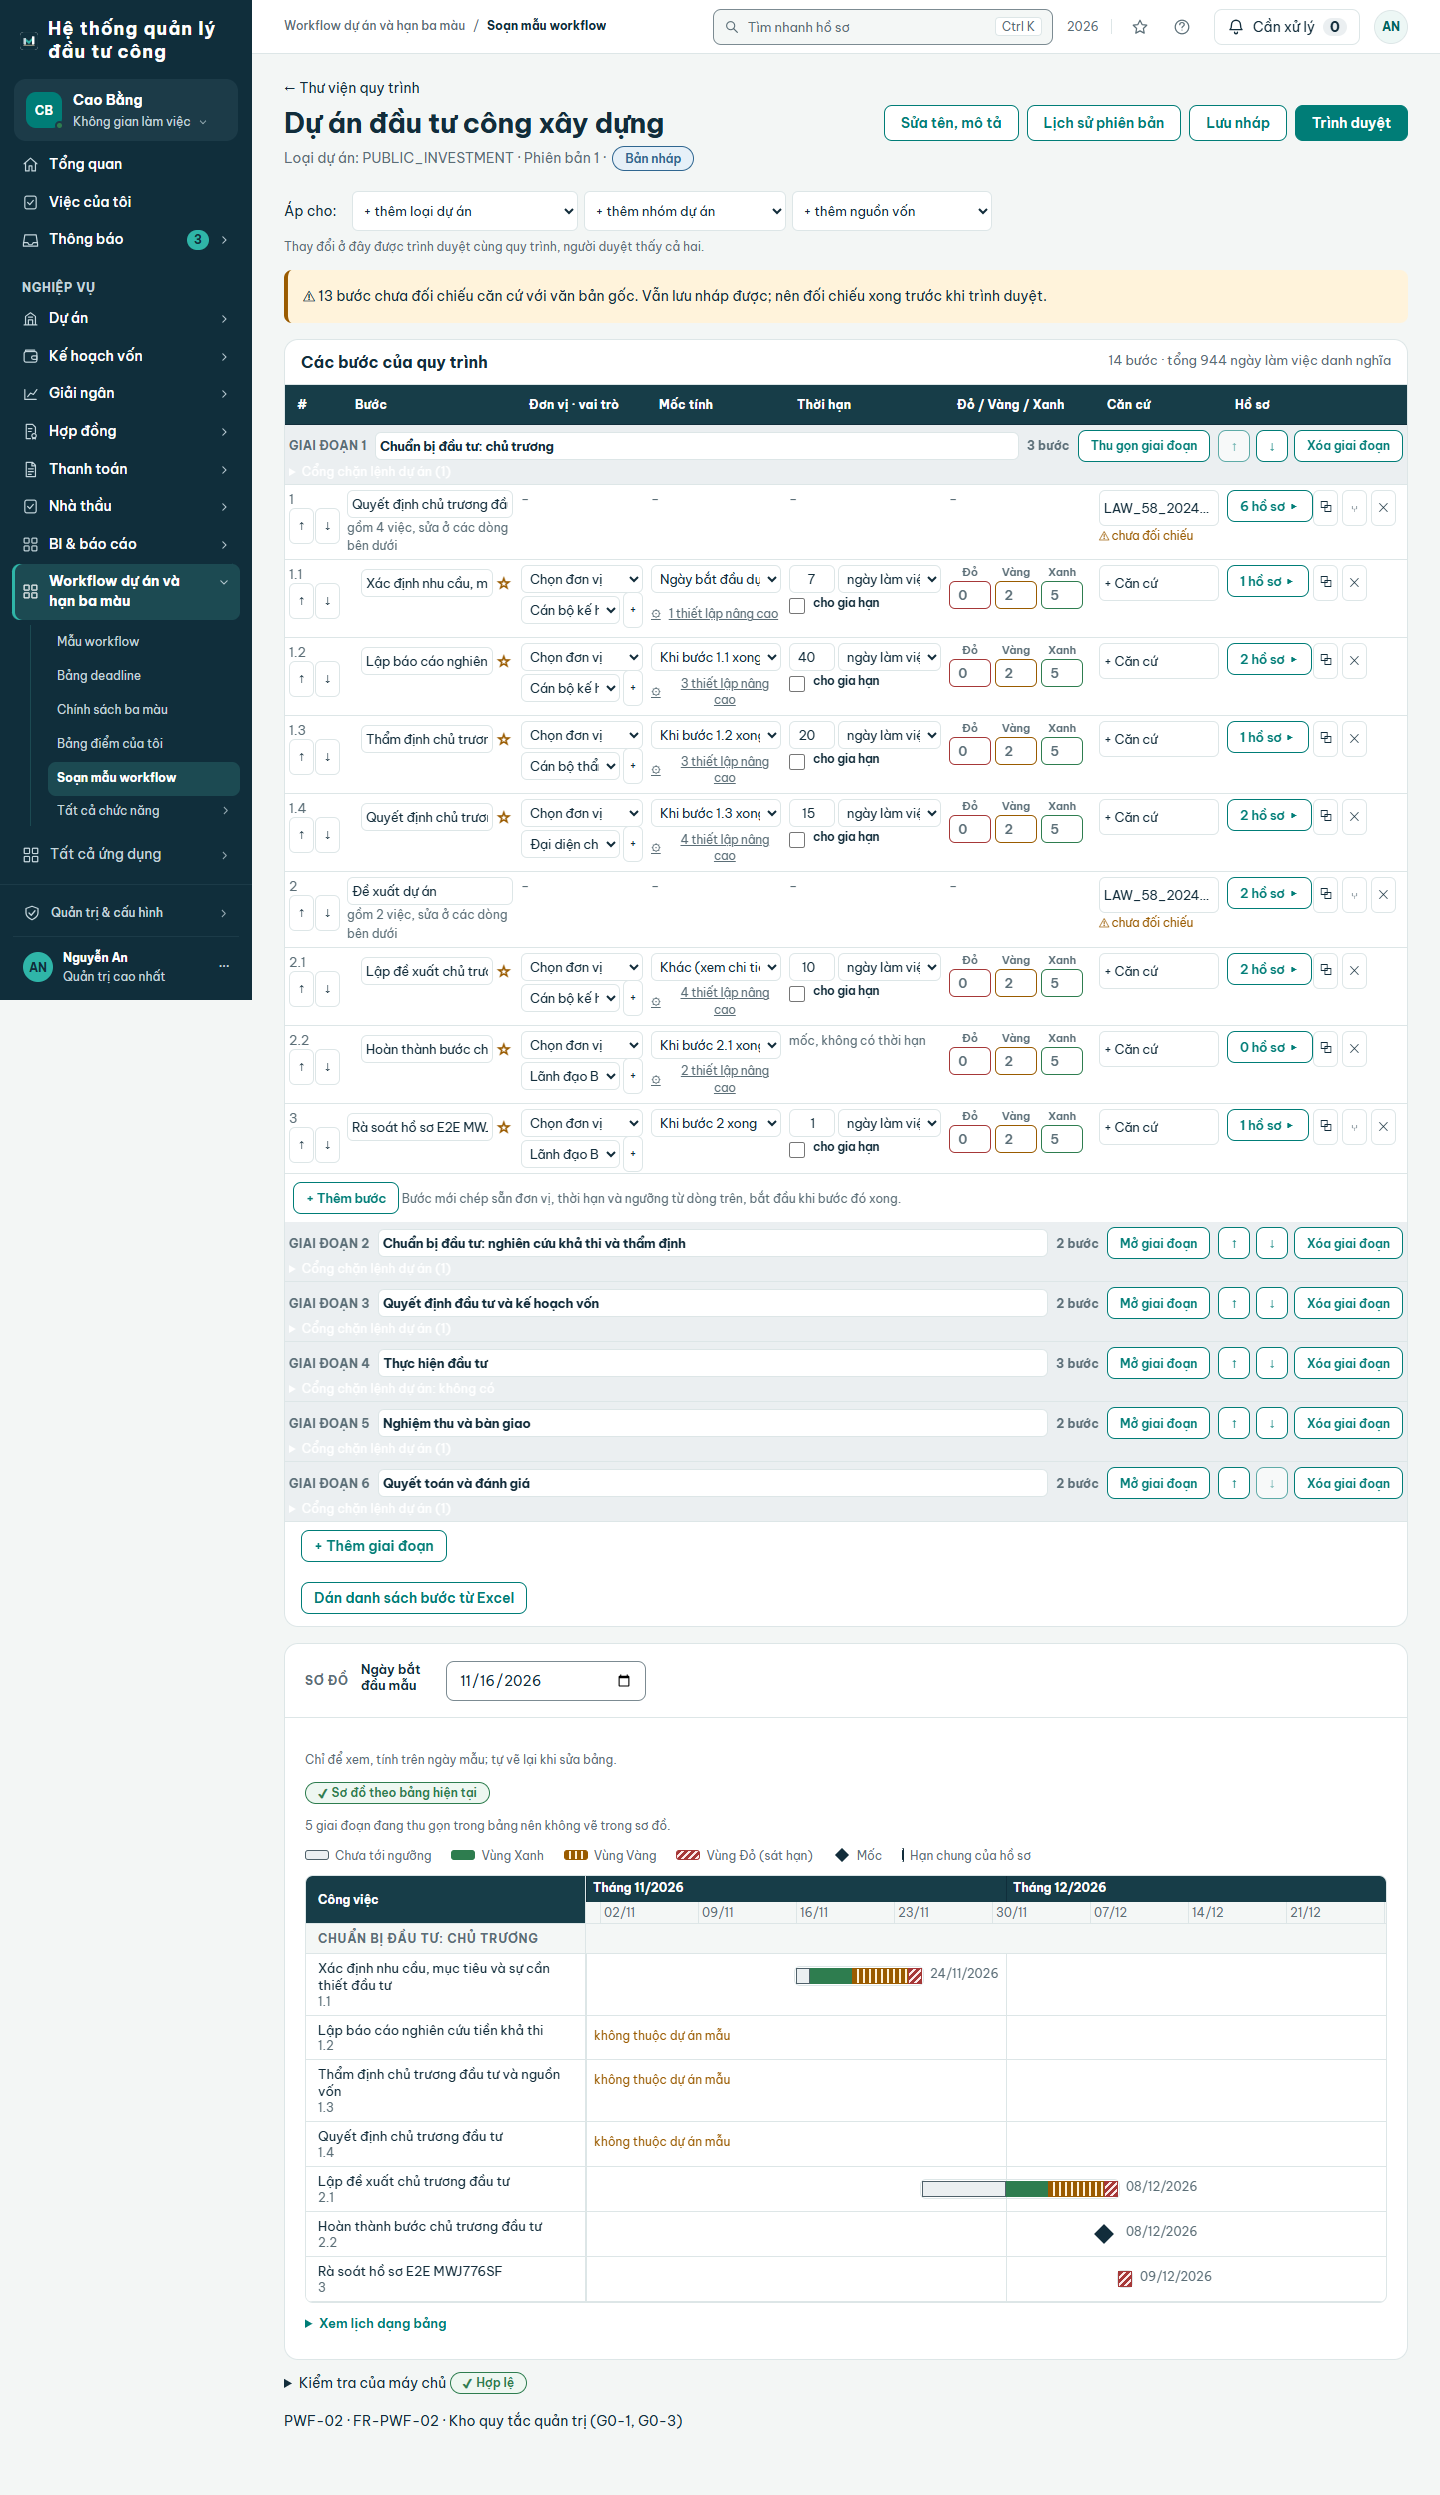 Hệ thống quản lý
đầu tư công
CB
Cao Bằng
Không gian làm việc
Tổng quan
Việc của tôi
Thông báo
3
NGHIỆP VỤ
Dự án
Kế hoạch vốn
Giải ngân
Hợp đồng
Thanh toán
Nhà thầu
BI & báo cáo
Workflow dự án và
hạn ba màu
Mẫu workflow
Bảng deadline
Chính sách ba màu
Bảng điểm của tôi
Soạn mẫu workflow
Tất cả chức năng
Tất cả ứng dụng
Quản trị & cấu hình
AN
Nguyễn An
Quản trị cao nhất
Workflow dự án và hạn ba màu / Soạn mẫu workflow
Tìm nhanh hồ sơ
Ctrl K
2026
Cần xử lý 0
AN
← Thư viện quy trình
Dự án đầu tư công xây dựng
Sửa tên, mô tả
Lịch sử phiên bản
Lưu nháp
Trình duyệt
Loại dự án: PUBLIC_INVESTMENT · Phiên bản 1 · Bản nháp
Áp cho:
+ thêm loại dự án
+ thêm nhóm dự án
+ thêm nguồn vốn
Thay đổi ở đây được trình duyệt cùng quy trình, người duyệt thấy cả hai.
⚠ 13 bước chưa đối chiếu căn cứ với văn bản gốc. Vẫn lưu nháp được; nên đối chiếu xong trước khi trình duyệt.
Các bước của quy trình
14 bước · tổng 944 ngày làm việc danh nghĩa
# Bước Đơn vị · vai trò Mốc tính Thời hạn Đỏ / Vàng / Xanh Căn cứ Hồ sơ
GIAI ĐOẠN 1 Chuẩn bị đầu tư: chủ trương 3 bước Thu gọn giai đoạn ↑ ↓ Xóa giai đoạn
▶ Cổng chặn lệnh dự án (1)
1 Quyết định chủ trương đầ – – – – LAW_58_2024... 6 hồ sơ ▸
↑ ↓ gồm 4 việc, sửa ở các dòng
bên dưới
⚠ chưa đối chiếu
1.1 Xác định nhu cầu, m Chọn đơn vị Ngày bắt đầu dự 7 ngày làm việ Đỏ Vàng Xanh + Căn cứ 1 hồ sơ ▸
↑ ↓ Cán bộ kế h + 1 thiết lập nâng cao cho gia hạn 0 2 5
1.2 Lập báo cáo nghiên Chọn đơn vị Khi bước 1.1 xong 40 ngày làm việ Đỏ Vàng Xanh + Căn cứ 2 hồ sơ ▸
↑ ↓ Cán bộ kế h + 3 thiết lập nâng cho gia hạn 0 2 5
cao
1.3 Thẩm định chủ trươn Chọn đơn vị Khi bước 1.2 xong 20 ngày làm việ Đỏ Vàng Xanh + Căn cứ 1 hồ sơ ▸
↑ ↓ Cán bộ thẩ + 3 thiết lập nâng cho gia hạn 0 2 5
cao
1.4 Quyết định chủ trươn Chọn đơn vị Khi bước 1.3 xong 15 ngày làm việ Đỏ Vàng Xanh + Căn cứ 2 hồ sơ ▸
↑ ↓ Đại diện ch + 4 thiết lập nâng cho gia hạn 0 2 5
cao
2 Đề xuất dự án – – – – LAW_58_2024... 2 hồ sơ ▸
↑ ↓ gồm 2 việc, sửa ở các dòng
bên dưới
⚠ chưa đối chiếu
2.1 Lập đề xuất chủ trươ Chọn đơn vị Khác (xem chi tiế 10 ngày làm việ Đỏ Vàng Xanh + Căn cứ 2 hồ sơ ▸
↑ ↓ Cán bộ kế h + 4 thiết lập nâng cho gia hạn 0 2 5
cao
2.2 Hoàn thành bước ch Chọn đơn vị Khi bước 2.1 xong mốc, không có thời hạn Đỏ Vàng Xanh + Căn cứ 0 hồ sơ ▸
↑ ↓ Lãnh đạo B + 2 thiết lập nâng 0 2 5
cao
3 Rà soát hồ sơ E2E MWJ Chọn đơn vị Khi bước 2 xong 1 ngày làm việ Đỏ Vàng Xanh + Căn cứ 1 hồ sơ ▸
↑ ↓ Lãnh đạo B + cho gia hạn 0 2 5
+ Thêm bước Bước mới chép sẵn đơn vị, thời hạn và ngưỡng từ dòng trên, bắt đầu khi bước đó xong.
GIAI ĐOẠN 2 Chuẩn bị đầu tư: nghiên cứu khả thi và thẩm định 2 bước Mở giai đoạn ↑ ↓ Xóa giai đoạn
▶ Cổng chặn lệnh dự án (1)
GIAI ĐOẠN 3 Quyết định đầu tư và kế hoạch vốn 2 bước Mở giai đoạn ↑ ↓ Xóa giai đoạn
▶ Cổng chặn lệnh dự án (1)
GIAI ĐOẠN 4 Thực hiện đầu tư 3 bước Mở giai đoạn ↑ ↓ Xóa giai đoạn
▶ Cổng chặn lệnh dự án: không có
GIAI ĐOẠN 5 Nghiệm thu và bàn giao 2 bước Mở giai đoạn ↑ ↓ Xóa giai đoạn
▶ Cổng chặn lệnh dự án (1)
GIAI ĐOẠN 6 Quyết toán và đánh giá 2 bước Mở giai đoạn ↑ ↓ Xóa giai đoạn
▶ Cổng chặn lệnh dự án (1)
+ Thêm giai đoạn
Dán danh sách bước từ Excel
SƠ ĐỒ
Ngày bắt
đầu mẫu
11/16/2026
Chỉ để xem, tính trên ngày mẫu; tự vẽ lại khi sửa bảng.
✓ Sơ đồ theo bảng hiện tại
5 giai đoạn đang thu gọn trong bảng nên không vẽ trong sơ đồ.
Chưa tới ngưỡng Vùng Xanh Vùng Vàng Vùng Đỏ (sát hạn) Mốc Hạn chung của hồ sơ
Công việc Tháng 11/2026 Tháng 12/2026
02/11 09/11 16/11 23/11 30/11 07/12 14/12 21/12
CHUẨN BỊ ĐẦU TƯ: CHỦ TRƯƠNG
Xác định nhu cầu, mục tiêu và sự cần
thiết đầu tư
1.1
24/11/2026
Lập báo cáo nghiên cứu tiền khả thi
1.2
không thuộc dự án mẫu
Thẩm định chủ trương đầu tư và nguồn
vốn
1.3
không thuộc dự án mẫu
Quyết định chủ trương đầu tư
1.4
không thuộc dự án mẫu
Lập đề xuất chủ trương đầu tư
2.1
08/12/2026
Hoàn thành bước chủ trương đầu tư
2.2
08/12/2026
Rà soát hồ sơ E2E MWJ776SF
3
09/12/2026
▶ Xem lịch dạng bảng
▶ Kiểm tra của máy chủ ✓ Hợp lệ
PWF-02 · FR-PWF-02 · Kho quy tắc quản trị (G0-1, G0-3)